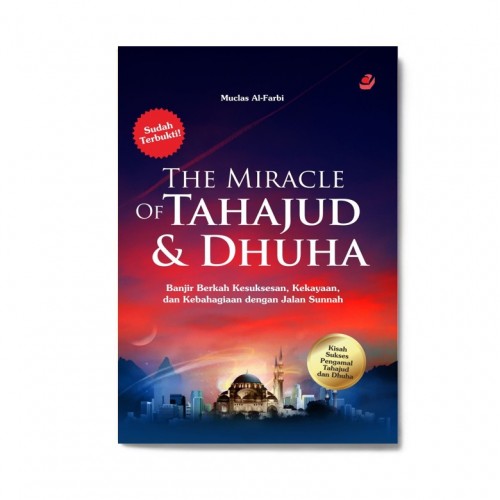 Muclas Al-Farbi
Sudah
Terbukti!
THE MIRACLE
OF TAHAJUD
& DHUHA
Banjir Berkah Kesuksesan, Kekayaan,
dan Kebahagiaan dengan Jalan Sunnah
Kisah
Sukses
Pengamal
Tahajud
dan Dhuha